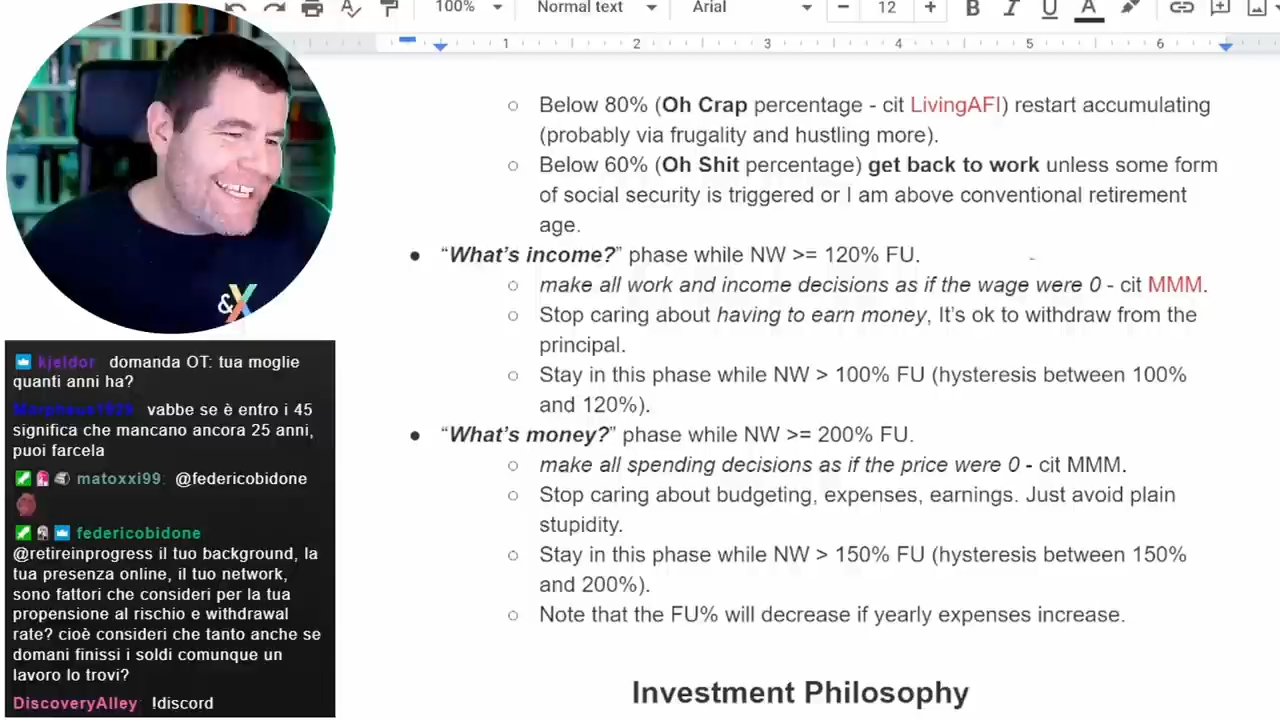 100%
Normal text
Arial
12
B I U A
1 2 3 4 5 6
Below 80% (Oh Crap percentage - cit LivingAFI) restart accumulating
(probably via frugality and hustling more).
Below 60% (Oh Shit percentage) get back to work unless some form
of social security is triggered or I am above conventional retirement
age.
“What’s income?” phase while NW >= 120% FU.
make all work and income decisions as if the wage were 0 - cit MMM.
Stop caring about having to earn money, It’s ok to withdraw from the
principal.
Stay in this phase while NW > 100% FU (hysteresis between 100%
and 120%).
“What’s money?” phase while NW >= 200% FU.
make all spending decisions as if the price were 0 - cit MMM.
Stop caring about budgeting, expenses, earnings. Just avoid plain
stupidity.
Stay in this phase while NW > 150% FU (hysteresis between 150%
and 200%).
Note that the FU% will decrease if yearly expenses increase.
Investment Philosophy
&X
kjeldor domanda OT: tua moglie
quanti anni ha?
vabbe se è entro i 45
significa che mancano ancora 25 anni,
puoi farcela
matoxxi99: @federicobidone
federicobidone
@retireinprogress il tuo background, la
tua presenza online, il tuo network,
sono fattori che consideri per la tua
propensione al rischio e withdrawal
rate? cioè consideri che tanto anche se
domani finissi i soldi comunque un
lavoro lo trovi?
DiscoveryAlley !discord